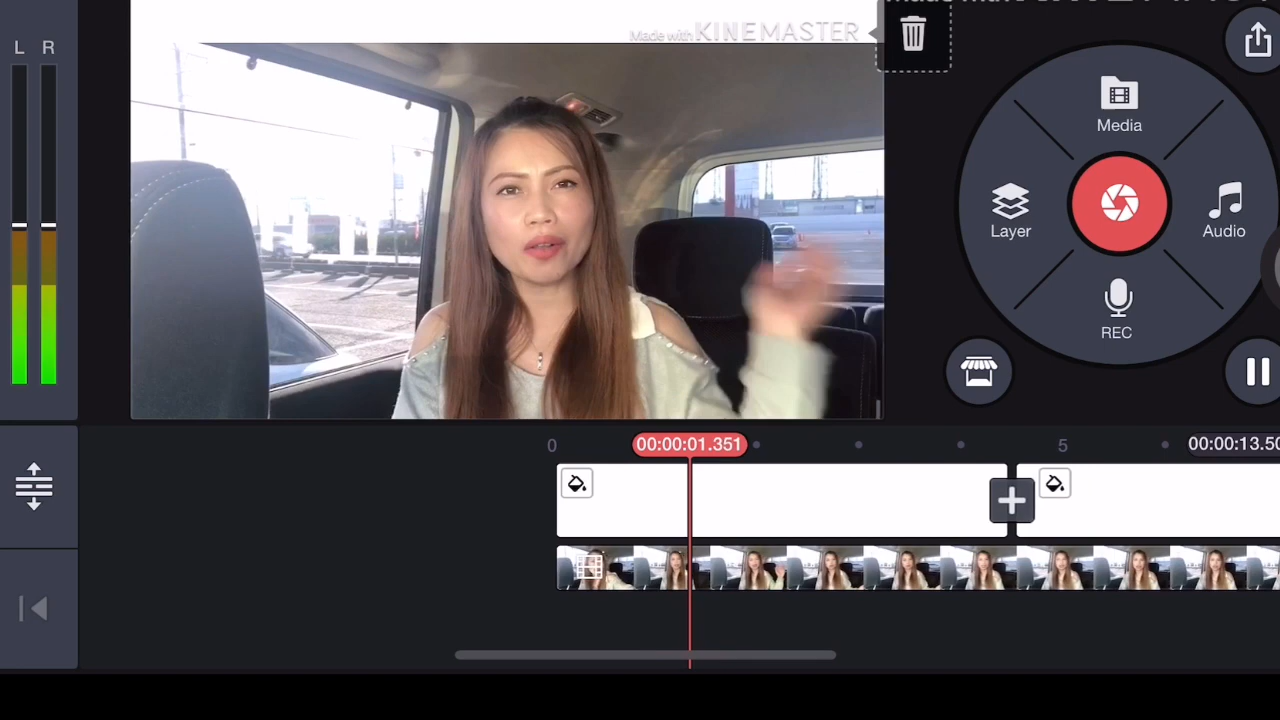 L R
Made with KINEMASTER
Media
Layer
Audio
REC
0
00:00:01.351
5
00:00:13.50